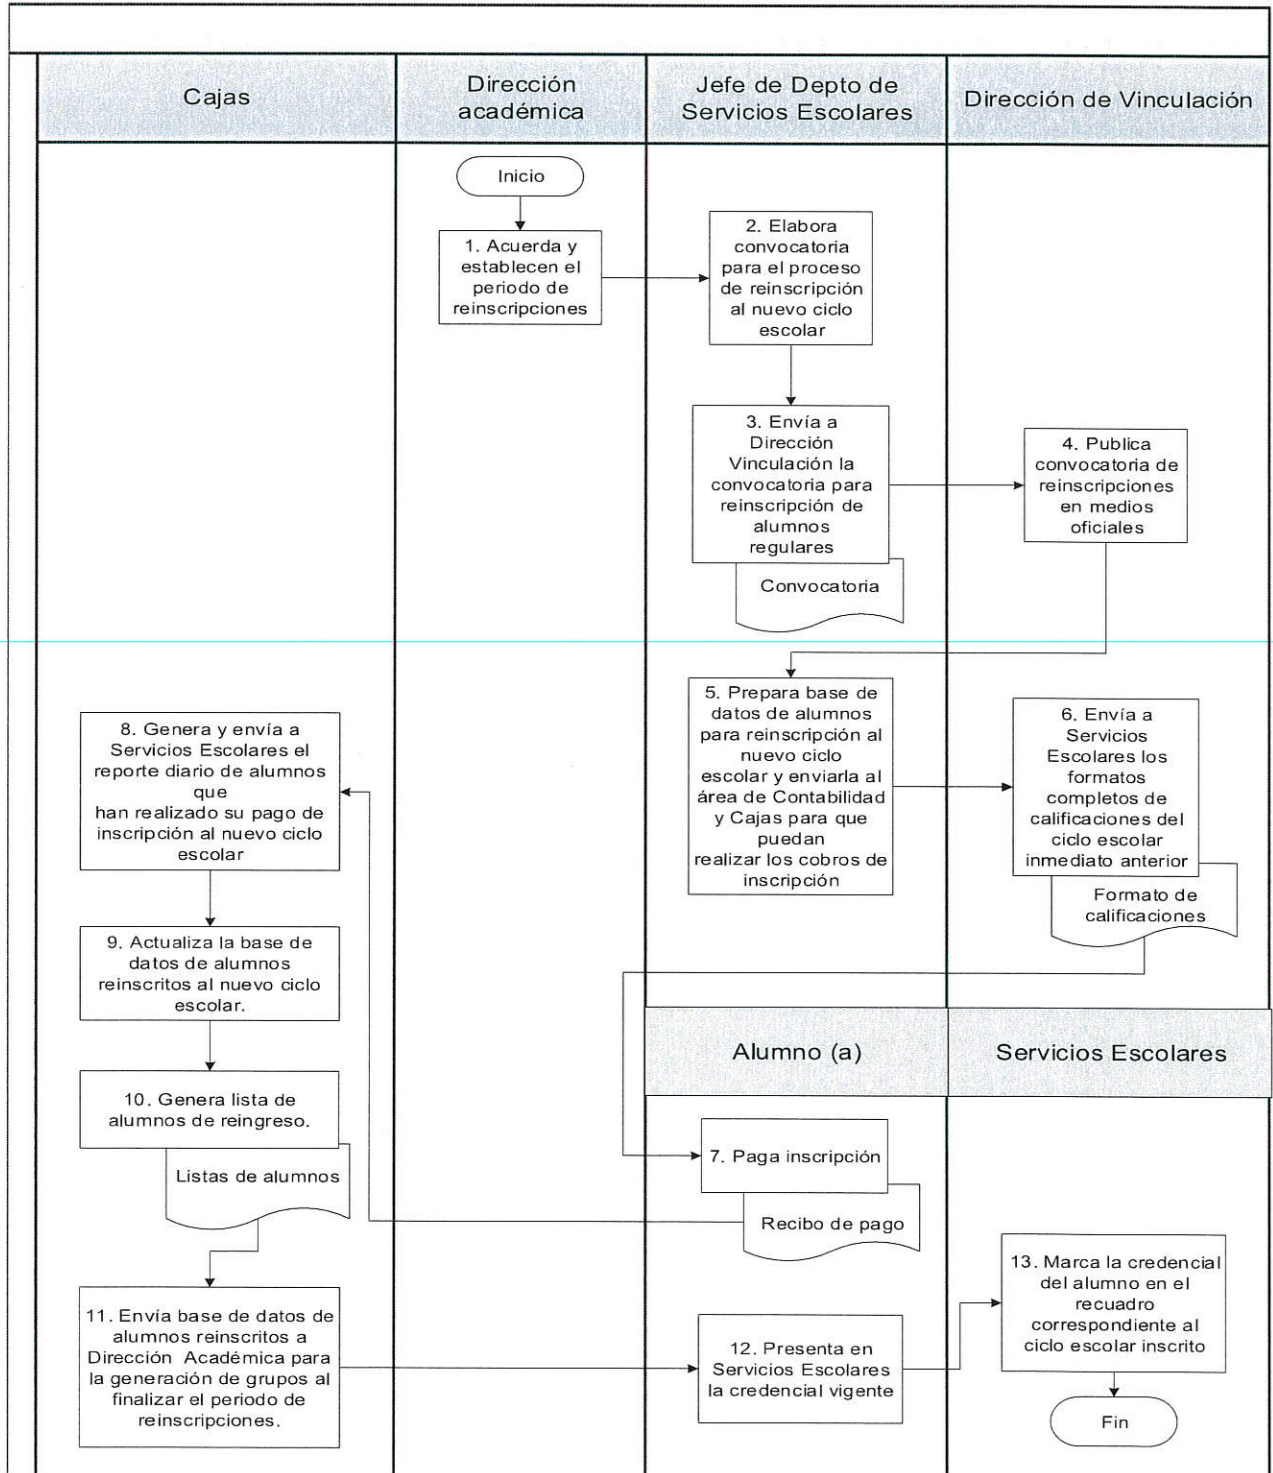 Cajas
Dirección
académica
Jefe de Depto de
Servicios Escolares
Dirección de Vinculación
Inicio
1. Acuerda y
establecen el
periodo de
reinscripciones
2. Elabora
convocatoria
para el proceso
de reinscripción
al nuevo ciclo
escolar
3. Envía a
Dirección
Vinculación la
convocatoria para
reinscripción de
alumnos
regulares
Convocatoria
4. Publica
convocatoria de
reinscripciones
en medios
oficiales
5. Prepara base de
datos de alumnos
para reinscripción al
nuevo ciclo
escolar y enviarla al
área de Contabilidad
y Cajas para que
puedan
realizar los cobros de
inscripción
6. Envía a
Servicios
Escolares los
formatos
completos de
calificaciones del
ciclo escolar
inmediato anterior
Formato de
calificaciones
Alumno (a)
Servicios Escolares
7. Paga inscripción
Recibo de pago
8. Genera y envía a
Servicios Escolares el
reporte diario de alumnos
que
han realizado su pago de
inscripción al nuevo ciclo
escolar
9. Actualiza la base de
datos de alumnos
reinscritos al nuevo ciclo
escolar.
10. Genera lista de
alumnos de reingreso.
Listas de alumnos
11. Envía base de datos de
alumnos reinscritos a
Dirección Académica para
la generación de grupos al
finalizar el periodo de
reinscripciones.
12. Presenta en
Servicios Escolares
la credencial vigente
13. Marca la credencial
del alumno en el
recuadro
correspondiente al
ciclo escolar inscrito
Fin